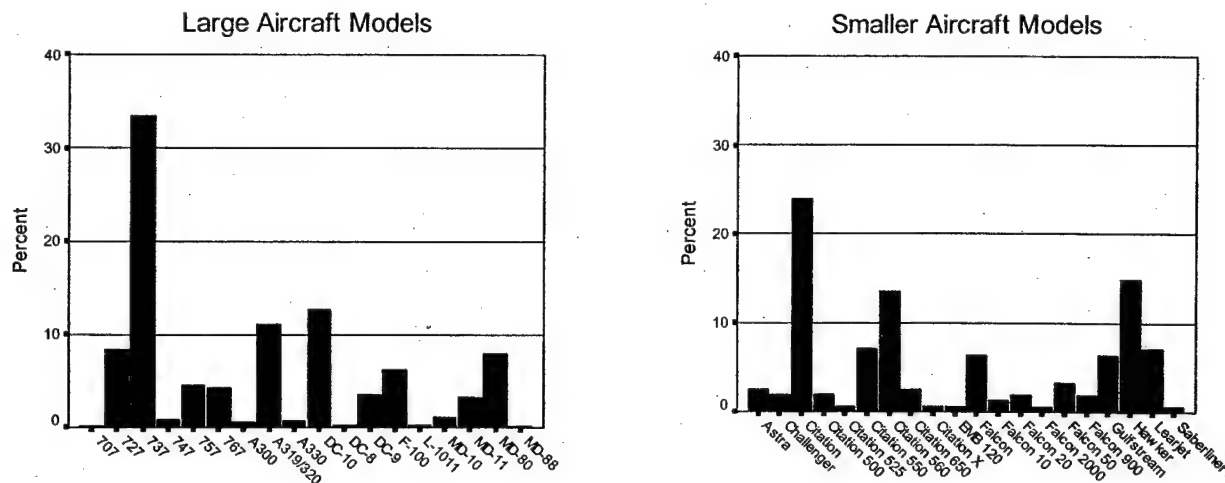 Large Aircraft Models
40
30
20
10
0
Percent
707
727
737
747
757
767
A300
A319/320
A330
DC-10
DC-8
DC-9
F-100
L-1011
MD-10
MD-11
MD-80
MD-88
Smaller Aircraft Models
40
30
20
10
0
Percent
Astra
Challenger
Citation
Citation 500
Citation 525
Citation 550
Citation 560
Citation 650
Citation X
EMB 120
Falcon
Falcon 10
Falcon 20
Falcon 2000
Falcon 50
Falcon 900
Gulfstream
Hawker
Learjet
Saberliner